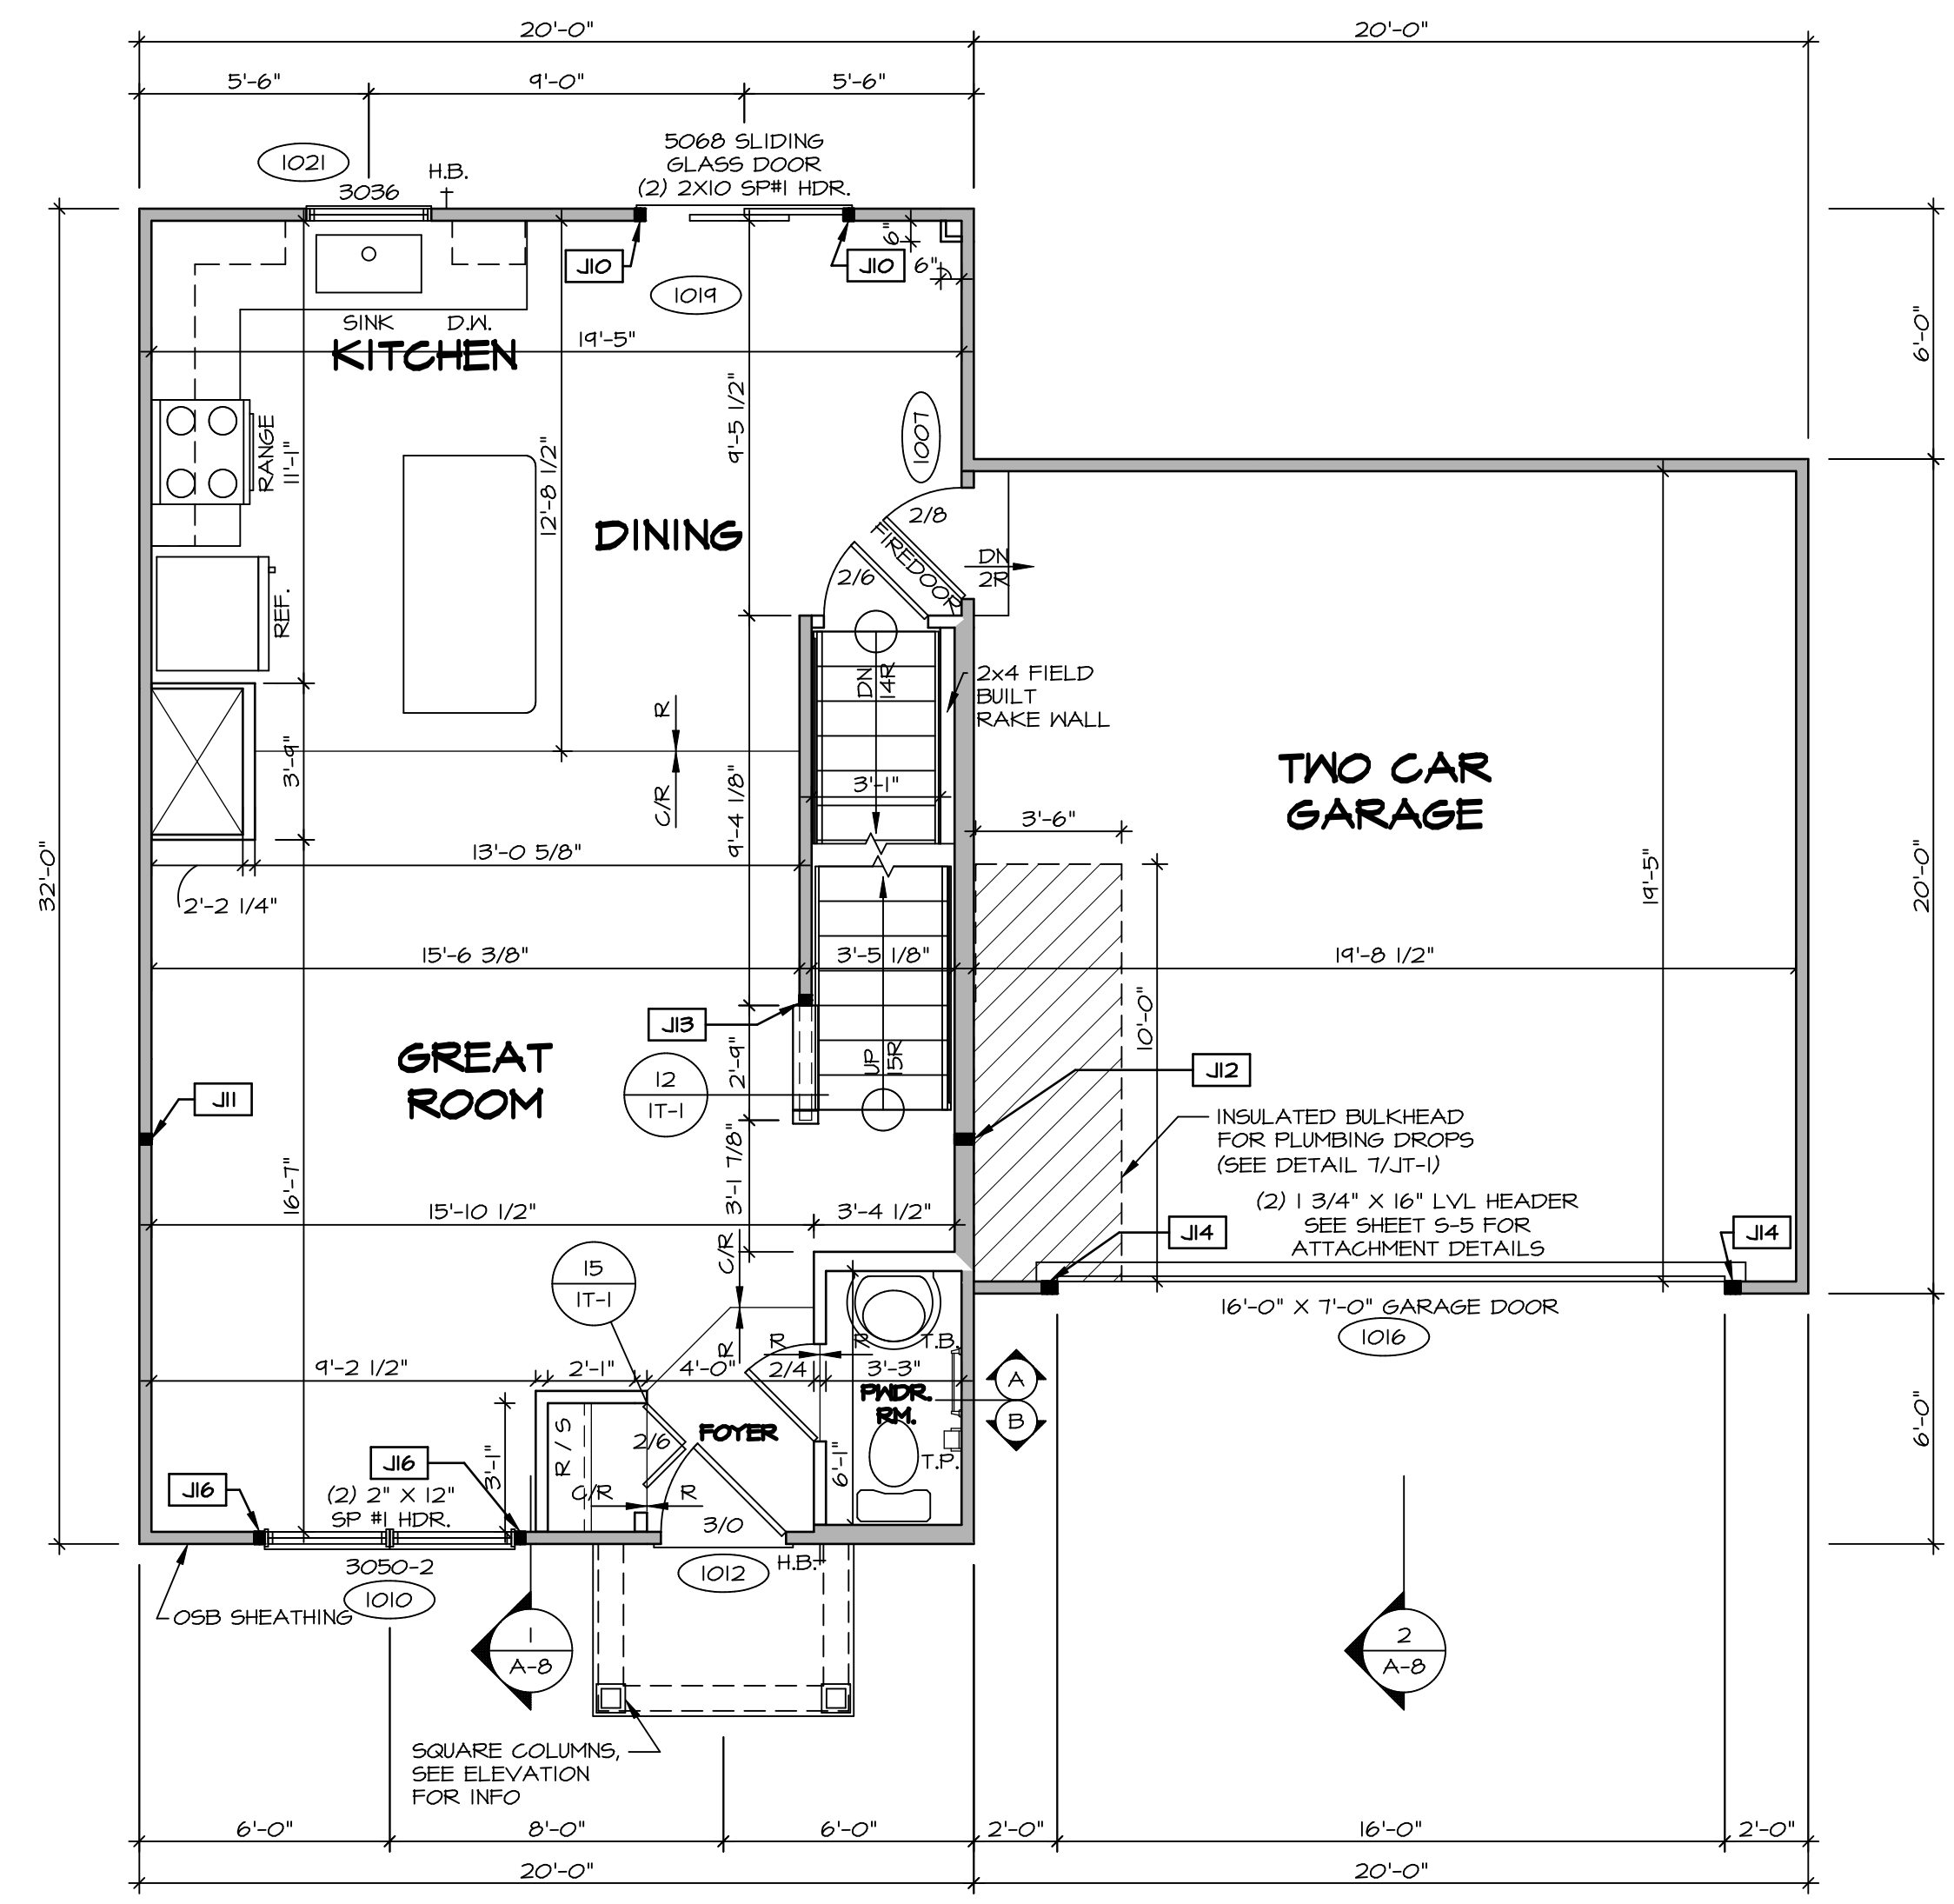 20'-0"
20'-0"
5'-6"
9'-0"
5'-6"
5068 SLIDING
GLASS DOOR
(2) 2X10 SP#1 HDR.
1021
H.B.
3036
J10
J10
6"
6"
1019
SINK
D.W.
KITCHEN
19'-5"
6'-0"
RANGE
11'-1"
9'-5 1/2"
1007
12'-8 1/2"
DINING
2/8
FIREDOOR
2/6
DN
2R
REF.
DN
14R
2x4 FIELD
BUILT
RAKE WALL
R
C/R
3'-9"
9'-4 1/8"
3'-1"
TWO CAR
GARAGE
3'-6"
13'-0 5/8"
2'-2 1/4"
32'-0"
19'-5"
20'-0"
15'-6 3/8"
3'-5 1/8"
19'-8 1/2"
J13
10'-0"
GREAT
ROOM
12
IT-1
2'-9"
UP
15R
J12
J11
INSULATED BULKHEAD
FOR PLUMBING DROPS
(SEE DETAIL 7/JT-1)
16'-7"
3'-1 7/8"
15'-10 1/2"
3'-4 1/2"
(2) 1 3/4" X 16" LVL HEADER
SEE SHEET S-5 FOR
ATTACHMENT DETAILS
J14
J14
C/R
R
15
IT-1
16'-0" X 7'-0" GARAGE DOOR
1016
R
R
T.B.
9'-2 1/2"
2'-1"
4'-0"
2/4
3'-3"
A
B
PWDR.
RM.
FOYER
6'-0"
R / S
2/6
3'-1"
6'-1"
T.P.
J16
J16
(2) 2" X 12"
SP #1 HDR.
C/R
R
3/0
3050-2
1010
1012
H.B.
OSB SHEATHING
1
A-8
2
A-8
SQUARE COLUMNS,
SEE ELEVATION
FOR INFO
6'-0"
8'-0"
6'-0"
2'-0"
16'-0"
2'-0"
20'-0"
20'-0"